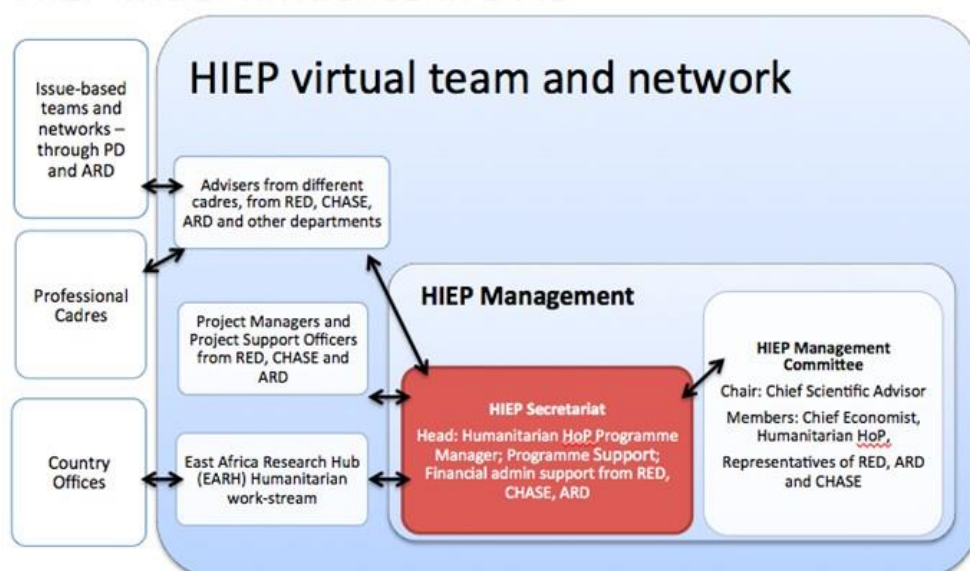 HIEP virtual team and network
Issue-based
teams and
networks –
through PD
and ARD
Professional
Cadres
Country
Offices
Advisers from different
cadres, from RED, CHASE,
ARD and other departments
Project Managers and
Project Support Officers
from RED, CHASE and
ARD
East Africa Research Hub
(EARH) Humanitarian
work-stream
HIEP Management
HIEP Secretariat
Head: Humanitarian HoP Programme
Manager; Programme Support;
Financial admin support from RED,
CHASE, ARD
HIEP Management
Committee
Chair: Chief Scientific Advisor
Members: Chief Economist,
Humanitarian HoP,
Representatives of RED, ARD
and CHASE